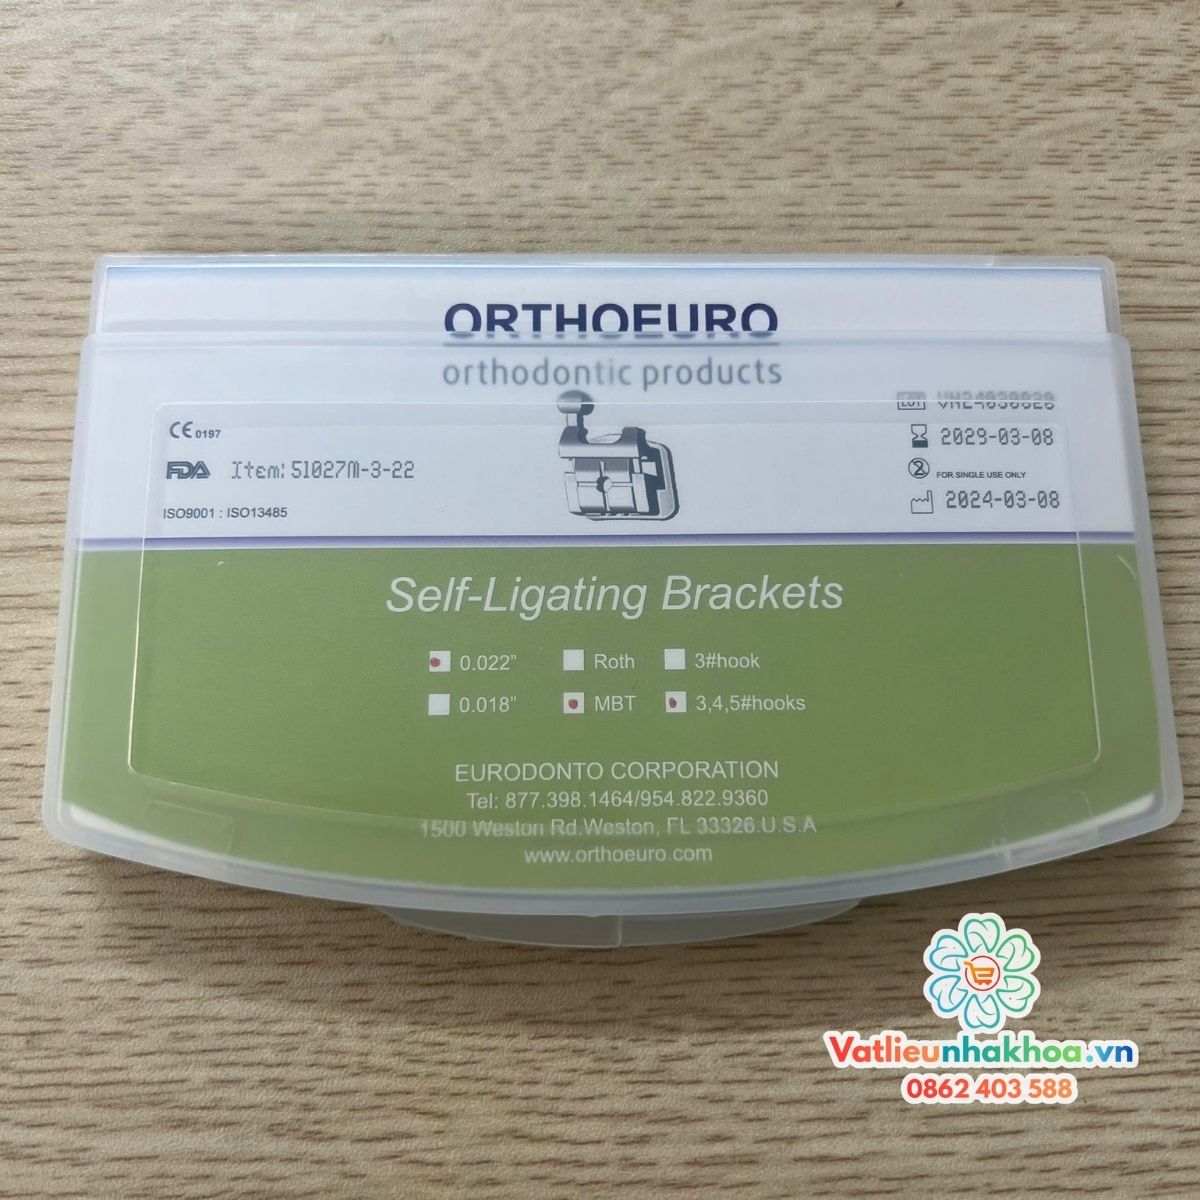 ORTHOEURO
orthodontic products
LOT VN24030820
CE 0197
2029-03-08
FDA Item: 51027M-3-22
FOR SINGLE USE ONLY
ISO9001 : ISO13485
2024-03-08
Self-Ligating Brackets
0.022" Roth 3#hook
0.018" MBT 3,4,5#hooks
EURODONTO CORPORATION
Tel: 877.398.1464/954.822.9360
1500 Weston Rd.Weston, FL 33326.U.S.A
www.orthoeuro.com
Vatlieunhakhoa.vn
0862 403 588